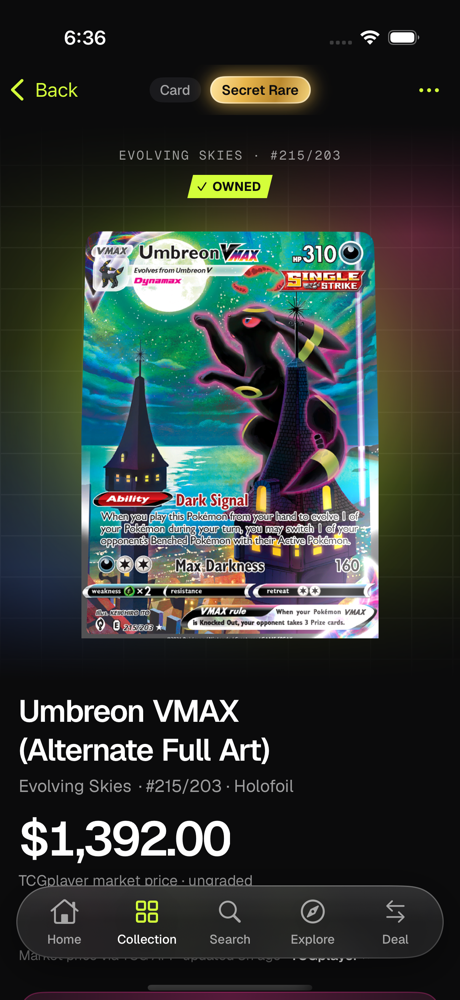 6:36
Back
Card
Secret Rare
EVOLVING SKIES · #215/203
✓ OWNED
VMAX
Umbreon VMAX
HP 310
Evolves from Umbreon V
Dynamax
SINGLE STRIKE
Ability Dark Signal
When you play this Pokémon from your hand to evolve 1 of
your Pokémon during your turn, you may switch 1 of your
opponent's Benched Pokémon with their Active Pokémon.
Max Darkness 160
weakness ×2 resistance retreat
VMAX rule When your Pokémon VMAX
is Knocked Out, your opponent takes 3 Prize cards.
Illus. KEIICHIRO ITO
E 215/203 ★
Umbreon VMAX
(Alternate Full Art)
Evolving Skies · #215/203 · Holofoil
$1,392.00
TCGplayer market price · ungraded
Home
Collection
Search
Explore
Deal